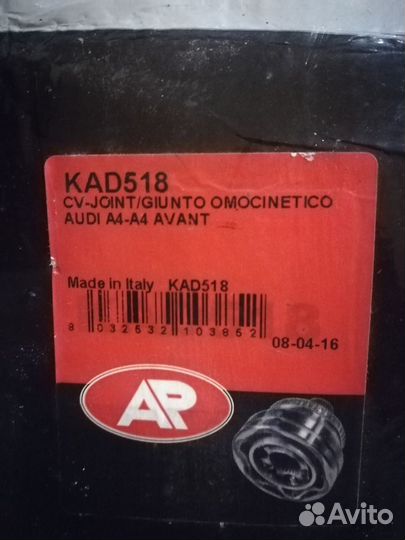 KAD518
CV-JOINT/GIUNTO OMOCINETICO
AUDI A4-A4 AVANT
Made in Italy KAD518
8 032532 103852
08-04-16
AP
Avito